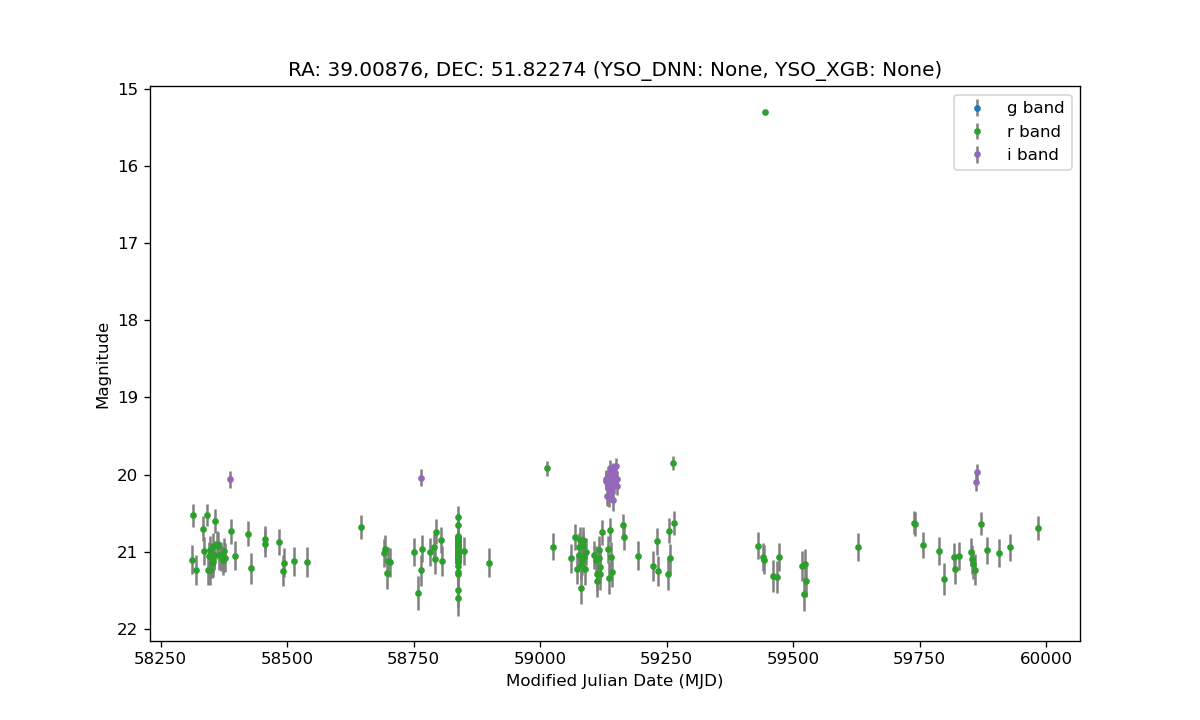 RA: 39.00876, DEC: 51.82274 (YSO_DNN: None, YSO_XGB: None)
g band
r band
i band
15
16
17
18
19
20
21
22
Magnitude
58250 58500 58750 59000 59250 59500 59750 60000
Modified Julian Date (MJD)